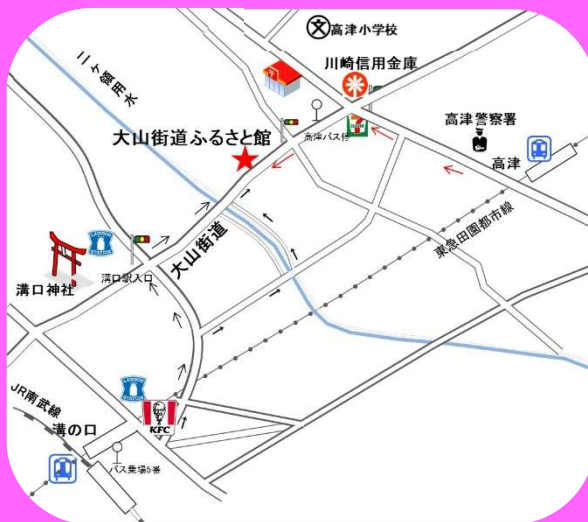 高津小学校
川崎信用金庫
二ヶ領用水
大山街道ふるさと館
高津バス停
高津警察署
高津
東急田園都市線
大山街道
溝口駅入口
溝口神社
JR南武線
KFC
溝の口
バス乗場5番